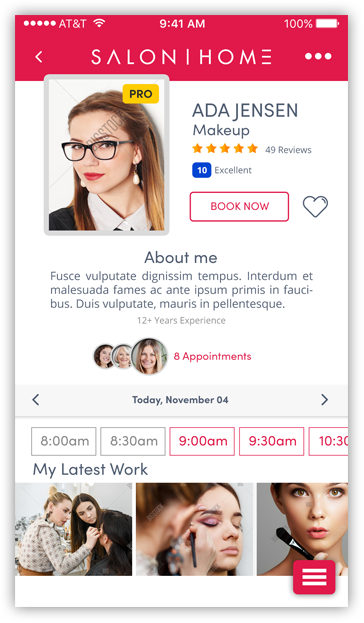 AT&T 9:41 AM 100%
SALON|HOME
PRO
ADA JENSEN
Makeup
49 Reviews
10 Excellent
BOOK NOW
About me
Fusce vulputate dignissim tempus. Interdum et
malesuada fames ac ante ipsum primis in fauci-
bus. Duis vulputate, mauris in pellentesque.
12+ Years Experience
8 Appointments
Today, November 04
8:00am 8:30am 9:00am 9:30am 10:30
My Latest Work